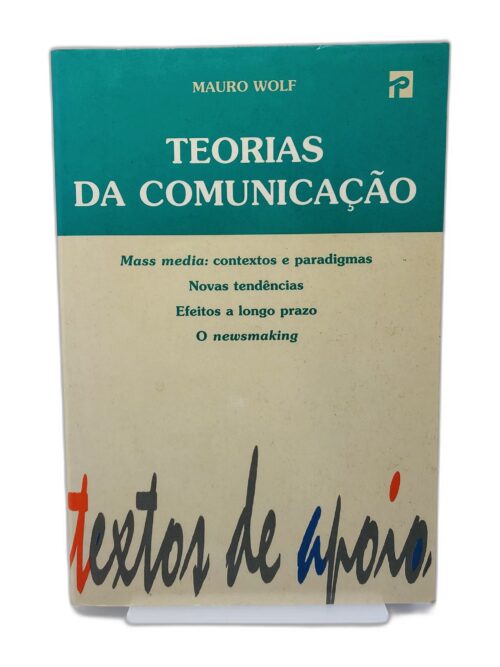 MAURO WOLF
P
TEORIAS
DA COMUNICAÇÃO
Mass media: contextos e paradigmas
Novas tendências
Efeitos a longo prazo
O newsmaking
textos de apoio